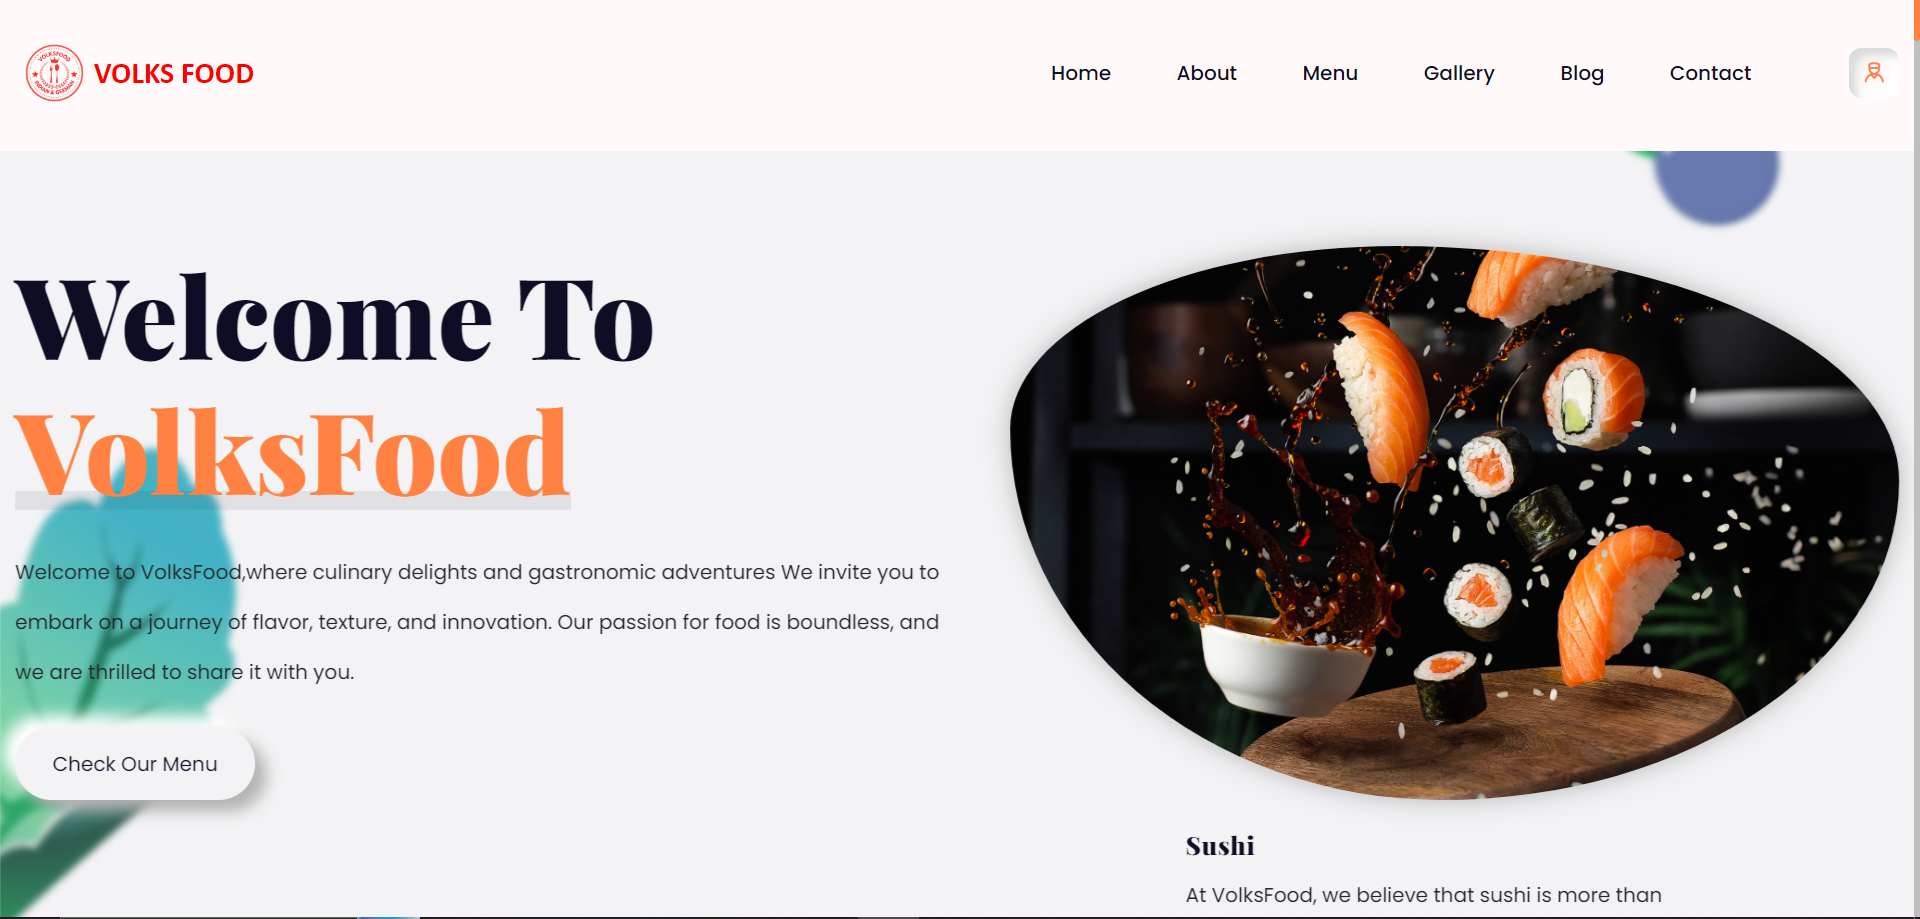 VOLKSFOOD
INDIAN & GERMAN
VOLKS FOOD
Home
About
Menu
Gallery
Blog
Contact
Welcome To
VolksFood
Welcome to VolksFood,where culinary delights and gastronomic adventures We invite you to
embark on a journey of flavor, texture, and innovation. Our passion for food is boundless, and
we are thrilled to share it with you.
Check Our Menu
Sushi
At VolksFood, we believe that sushi is more than